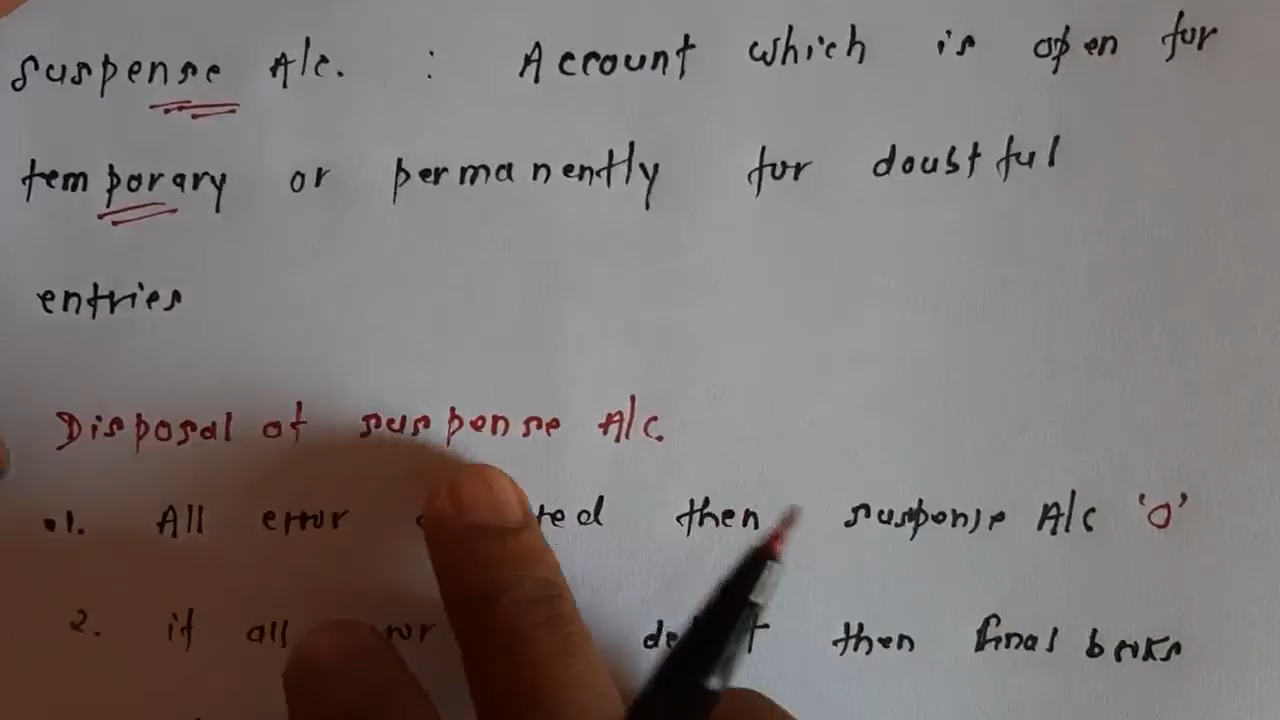 suspense A/c. : Account which is open for
temporary or permanently for doubtful
entries
Disposal of suspense A/c
1. All error then suspense A/c 'o'
2. if all then final books